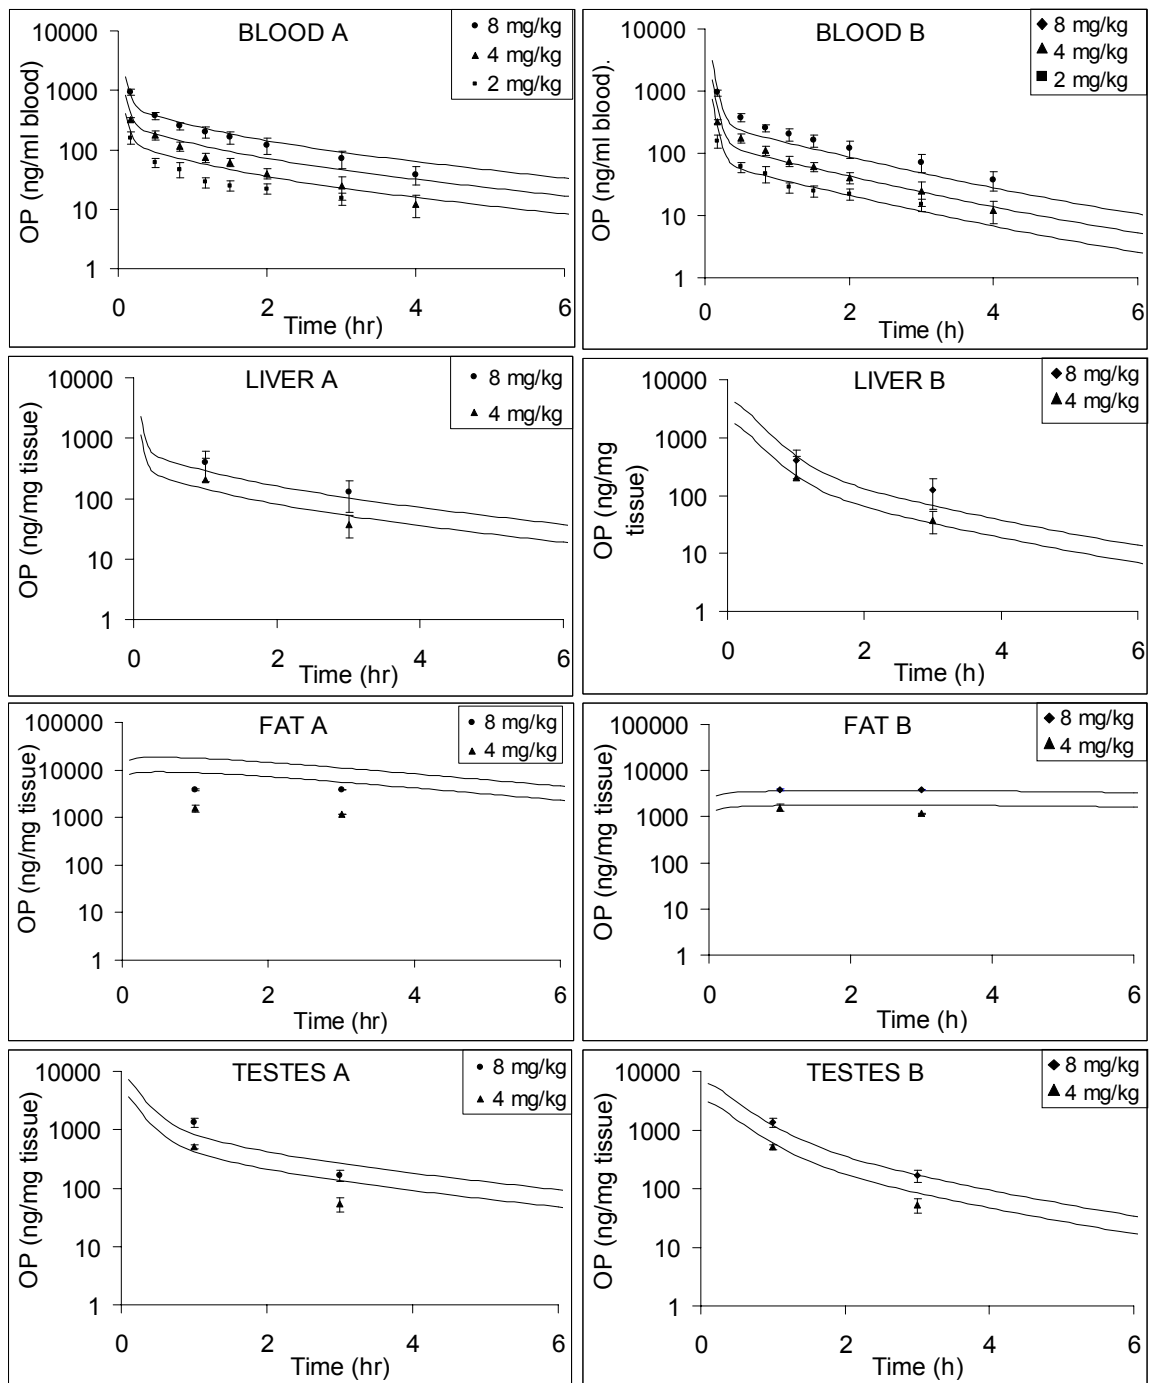 BLOOD A
8 mg/kg
4 mg/kg
2 mg/kg
OP (ng/ml blood)
10000
1000
100
10
1
0 2 4 6
Time (hr)
BLOOD B
8 mg/kg
4 mg/kg
2 mg/kg
OP (ng/ml blood).
10000
1000
100
10
1
0 2 4 6
Time (h)
LIVER A
8 mg/kg
4 mg/kg
OP (ng/mg tissue)
10000
1000
100
10
1
0 2 4 6
Time (hr)
LIVER B
8 mg/kg
4 mg/kg
OP (ng/mg
tissue)
10000
1000
100
10
1
0 2 4 6
Time (h)
FAT A
8 mg/kg
4 mg/kg
OP (ng/mg tissue)
100000
10000
1000
100
10
1
0 2 4 6
Time (hr)
FAT B
8 mg/kg
4 mg/kg
OP (ng/mg tissue)
100000
10000
1000
100
10
1
0 2 4 6
Time (h)
TESTES A
8 mg/kg
4 mg/kg
OP (ng/mg tissue)
10000
1000
100
10
1
0 2 4 6
Time (hr)
TESTES B
8 mg/kg
4 mg/kg
OP (ng/mg tissue)
10000
1000
100
10
1
0 2 4 6
Time (h)